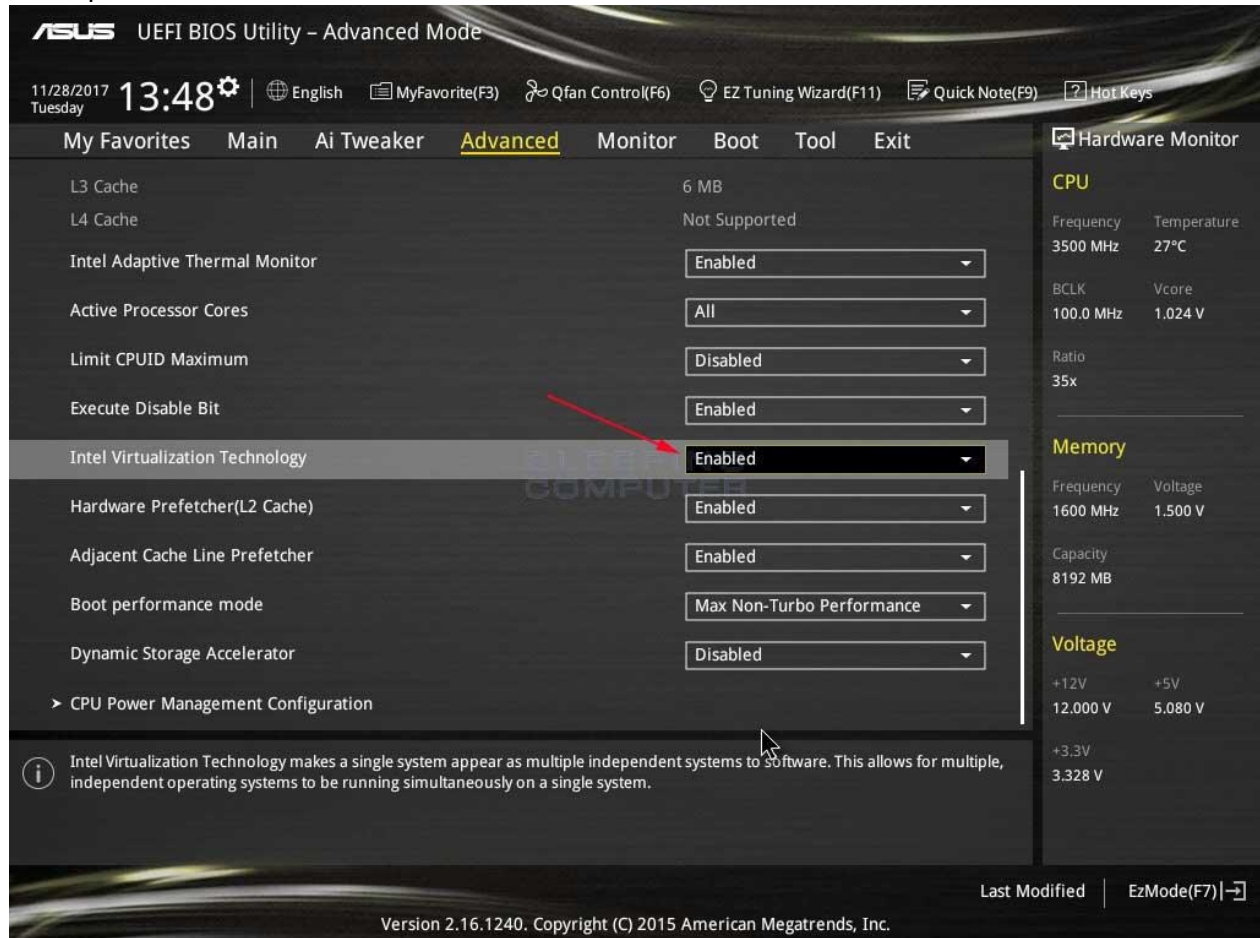 ASUS UEFI BIOS Utility – Advanced Mode
11/28/2017
Tuesday
13:48 English MyFavorite(F3) Qfan Control(F6) EZ Tuning Wizard(F11) Quick Note(F9) ? Hot Keys
My Favorites Main Ai Tweaker Advanced Monitor Boot Tool Exit
L3 Cache 6 MB
L4 Cache Not Supported
Intel Adaptive Thermal Monitor Enabled
Active Processor Cores All
Limit CPUID Maximum Disabled
Execute Disable Bit Enabled
Intel Virtualization Technology Enabled
BLEEPING
COMPUTER
Hardware Prefetcher(L2 Cache) Enabled
Adjacent Cache Line Prefetcher Enabled
Boot performance mode Max Non-Turbo Performance
Dynamic Storage Accelerator Disabled
> CPU Power Management Configuration
i Intel Virtualization Technology makes a single system appear as multiple independent systems to software. This allows for multiple,
independent operating systems to be running simultaneously on a single system.
Hardware Monitor
CPU
Frequency Temperature
3500 MHz 27°C
BCLK Vcore
100.0 MHz 1.024 V
Ratio
35x
Memory
Frequency Voltage
1600 MHz 1.500 V
Capacity
8192 MB
Voltage
+12V +5V
12.000 V 5.080 V
+3.3V
3.328 V
Last Modified EzMode(F7)
Version 2.16.1240. Copyright (C) 2015 American Megatrends, Inc.